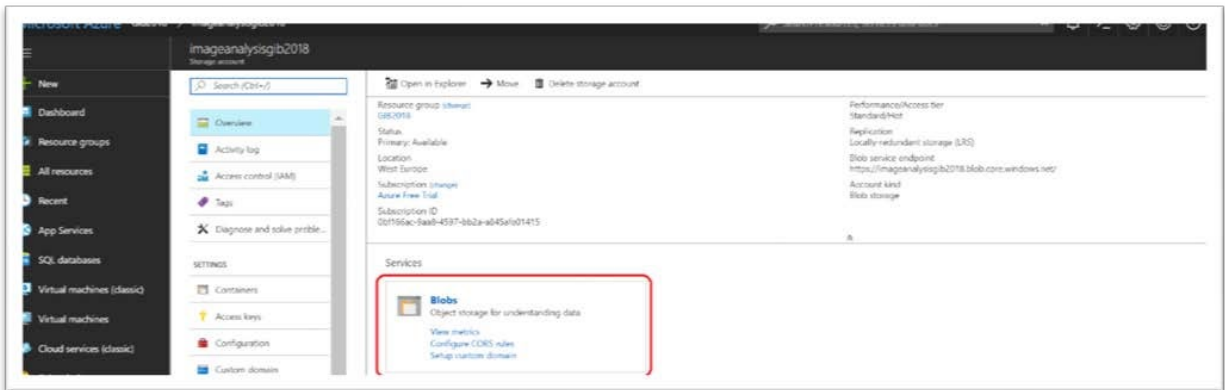 Microsoft Azure
imageanalysisgib2018
imageanalysisgib2018
Storage account
New
Dashboard
Resource groups
All resources
Recent
App Services
SQL databases
Virtual machines (classic)
Virtual machines
Cloud services (classic)
Search (Ctrl+/)
Overview
Activity log
Access control (IAM)
Tags
Diagnose and solve proble...
SETTINGS
Containers
Access keys
Configuration
Custom domain
Open in Explorer Move Delete storage account
Resource group (change)
GIB2018
Status
Primary: Available
Location
West Europe
Subscription (change)
Azure Free Trial
Subscription ID
Performance/Access tier
Standard/Hot
Replication
Locally-redundant storage (LRS)
Blob service endpoint
https://imageanalysisgib2018.blob.core.windows.net/
Account kind
Blob storage
Services
Blobs
Object storage for understanding data
View metrics
Configure CORS rules
Setup custom domain